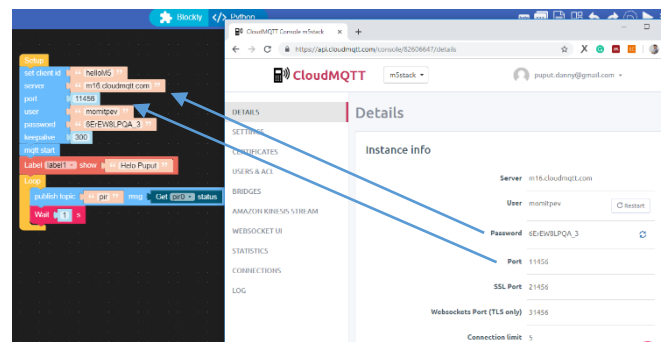 Blockly </> Python
CloudMQTT Console m5stack
https://api.cloudmqtt.com/console/82606647/details
CloudMQTT
m5stack
puput.danny@gmail.com
Setup
set client id helloM5
server m16.cloudmqtt.com
port 11456
user momitpev
password 6ErEW8LPQA_3
keepalive 300
mqtt start
Label label1 show Helo Puput
Loop
publish topic pir msg Get pir0 status
Wait 1 s
DETAILS
SETTINGS
CERTIFICATES
USERS & ACL
BRIDGES
AMAZON KINESIS STREAM
WEBSOCKET UI
STATISTICS
CONNECTIONS
LOG
Details
Instance info
Server m16.cloudmqtt.com
User momitpev
Restart
Password 6ErEW8LPQA_3
Port 11456
SSL Port 21456
Websockets Port (TLS only) 31456
Connection limit 5